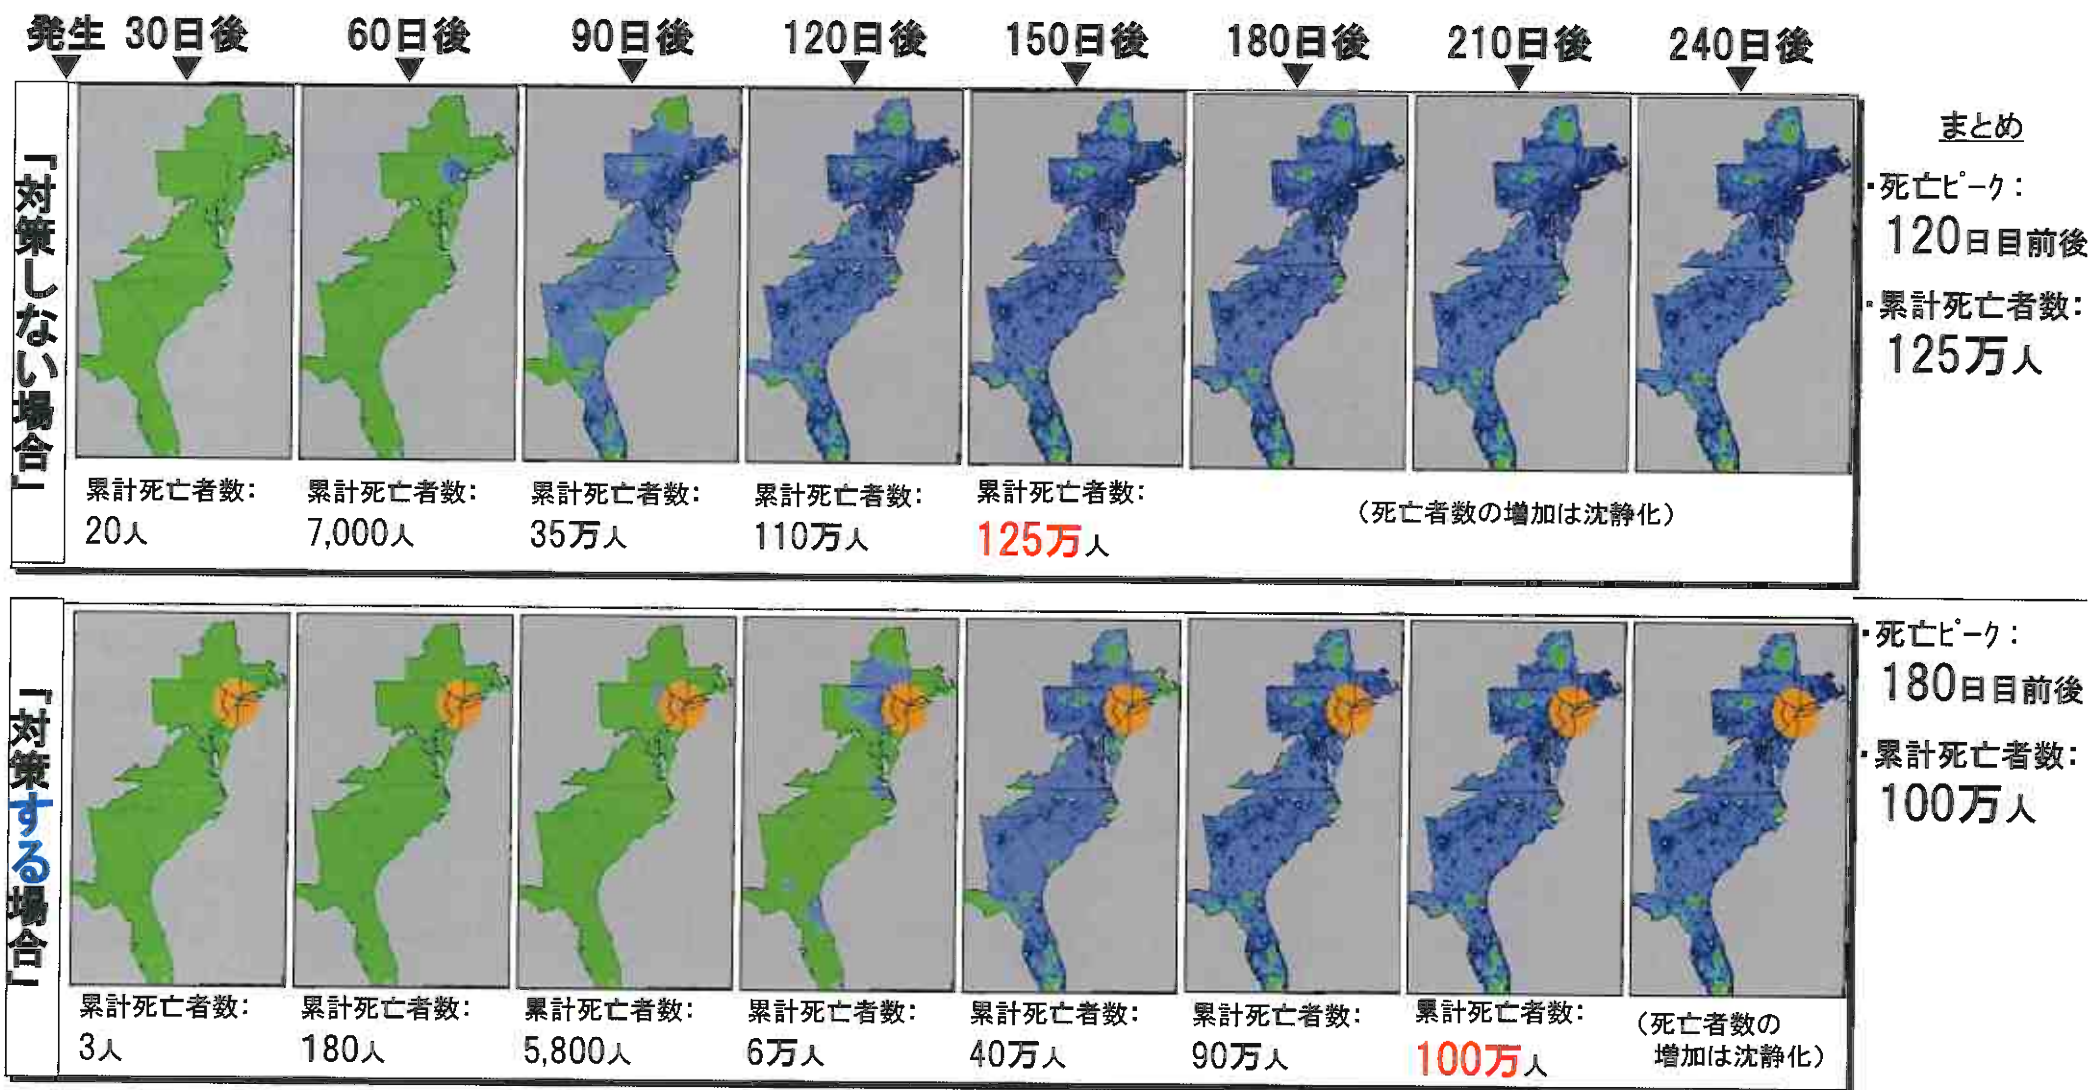 発生 30日後 60日後 90日後 120日後 150日後 180日後 210日後 240日後
「対策しない場合」
累計死亡者数:
20人
累計死亡者数:
7,000人
累計死亡者数:
35万人
累計死亡者数:
110万人
累計死亡者数:
125万人
（死亡者数の増加は沈静化）
まとめ
・死亡ピーク：
120日目前後
・累計死亡者数:
125万人
「対策する場合」
累計死亡者数:
3人
累計死亡者数:
180人
累計死亡者数:
5,800人
累計死亡者数:
6万人
累計死亡者数:
40万人
累計死亡者数:
90万人
累計死亡者数:
100万人
（死亡者数の
増加は沈静化）
・死亡ピーク：
180日目前後
・累計死亡者数:
100万人